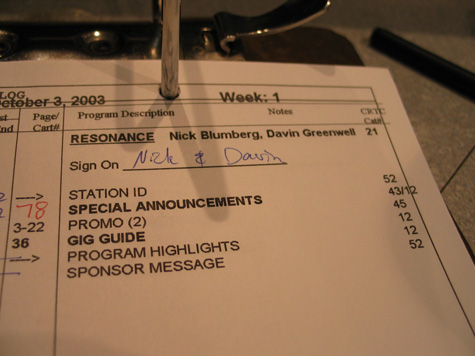 LOG
October 3, 2003 Week: 1
Page/ Program Description Notes CRTC
Cart# Cat#
RESONANCE Nick Blumberg, Davin Greenwell 21
Sign On Nick & Davin
52
--> STATION ID 43/12
78 SPECIAL ANNOUNCEMENTS 45
3-22 PROMO (2) 12
36 GIG GUIDE 12
--> PROGRAM HIGHLIGHTS 52
SPONSOR MESSAGE